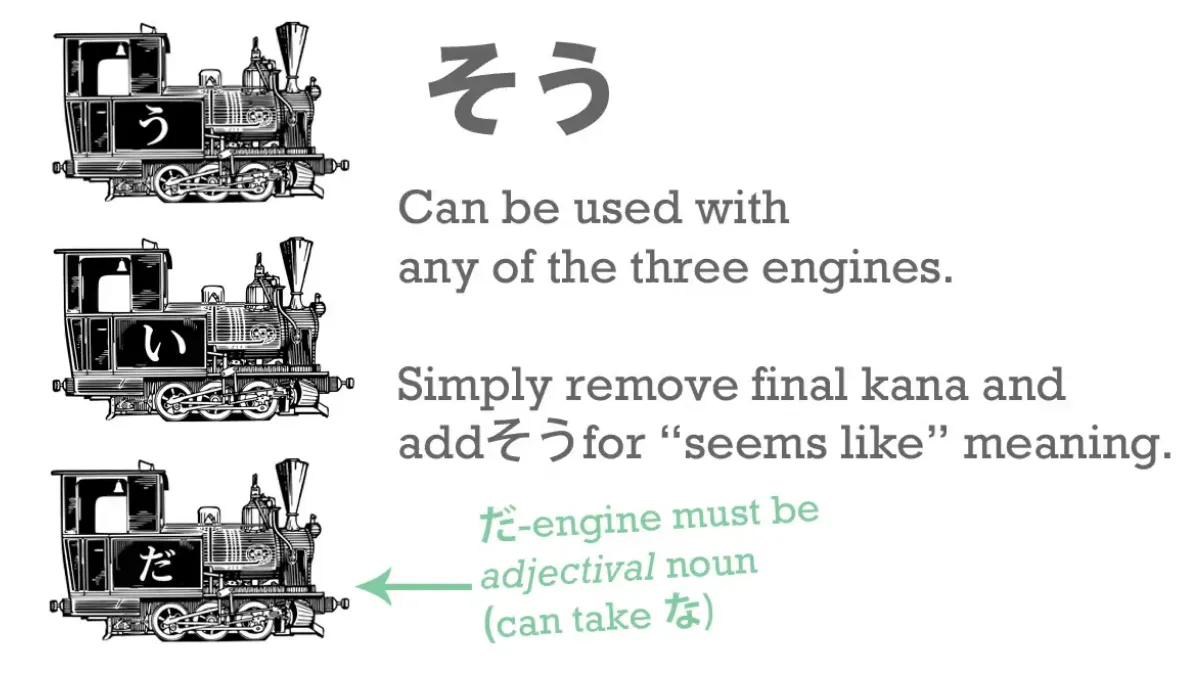 う
い
だ
そう
Can be used with
any of the three engines.
Simply remove final kana and
addそうfor “seems like” meaning.
だ-engine must be
adjectival noun
(can take な)